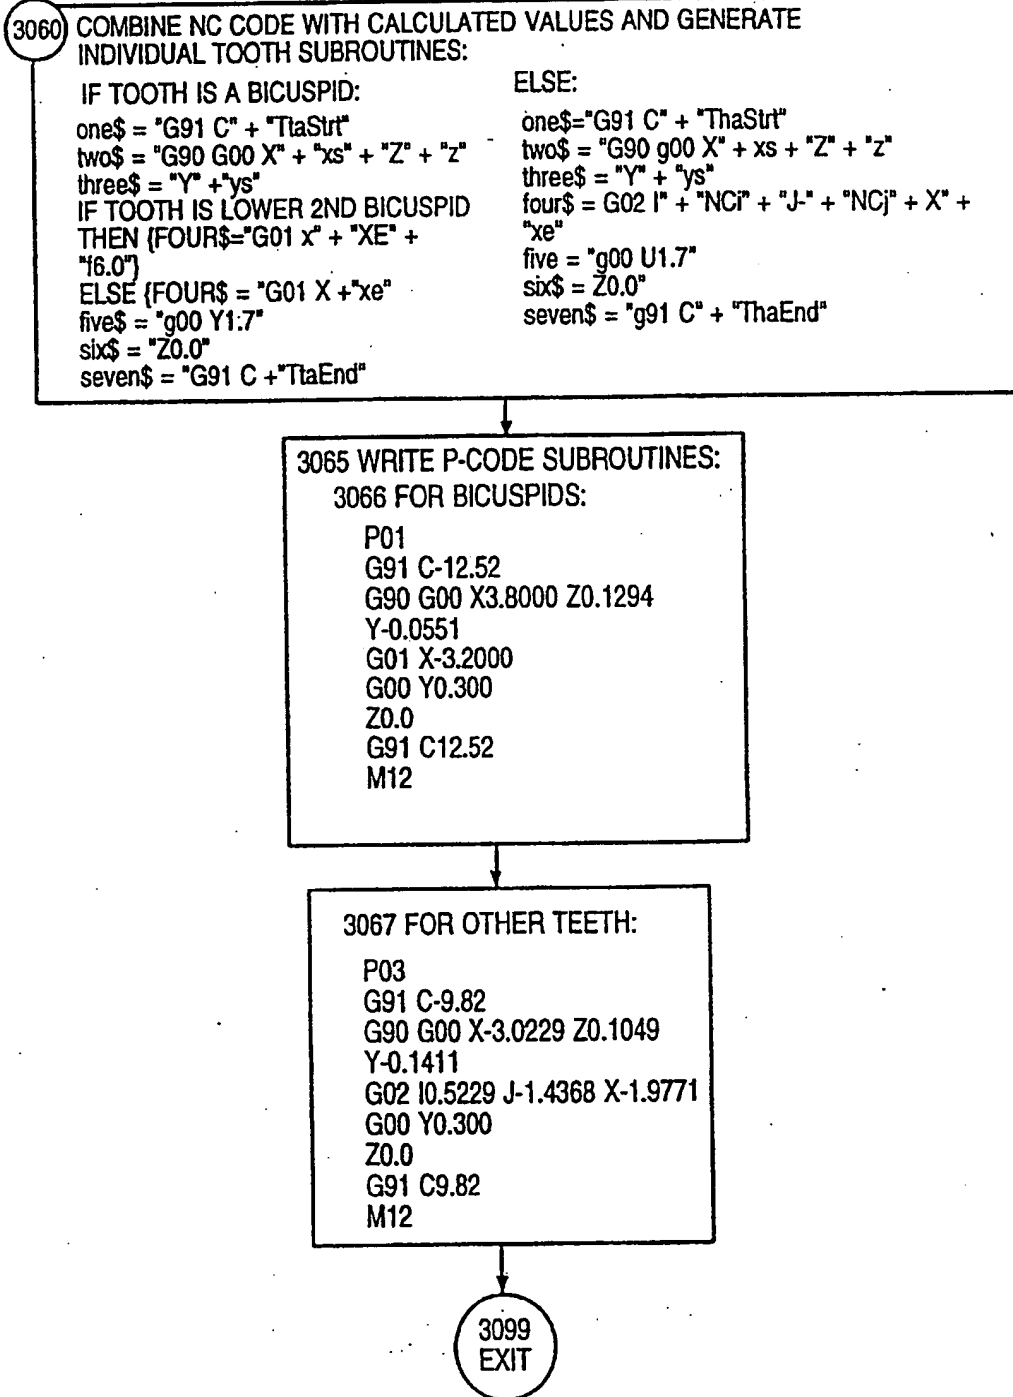 3060 COMBINE NC CODE WITH CALCULATED VALUES AND GENERATE
INDIVIDUAL TOOTH SUBROUTINES:
IF TOOTH IS A BICUSPID:
one$ = "G91 C" + "TtaStrt"
two$ = "G90 G00 X" + "xs" + "Z" + "z"
three$ = "Y" +"ys"
IF TOOTH IS LOWER 2ND BICUSPID
THEN {FOUR$="G01 x" + "XE" +
"f6.0"}
ELSE {FOUR$ = "G01 X +"xe"
five$ = "g00 Y1:7"
six$ = "Z0.0"
seven$ = "G91 C +"TtaEnd"
ELSE:
one$="G91 C" + "ThaStrt"
two$ = "G90 g00 X" + xs + "Z" + "z"
three$ = "Y" + "ys"
four$ = G02 I" + "NCi" + "J-" + "NCj" + X" +
"xe"
five = "g00 U1.7"
six$ = Z0.0"
seven$ = "g91 C" + "ThaEnd"
3065 WRITE P-CODE SUBROUTINES:
3066 FOR BICUSPIDS:
P01
G91 C-12.52
G90 G00 X3.8000 Z0.1294
Y-0.0551
G01 X-3.2000
G00 Y0.300
Z0.0
G91 C12.52
M12
3067 FOR OTHER TEETH:
P03
G91 C-9.82
G90 G00 X-3.0229 Z0.1049
Y-0.1411
G02 I0.5229 J-1.4368 X-1.9771
G00 Y0.300
Z0.0
G91 C9.82
M12
3099
EXIT